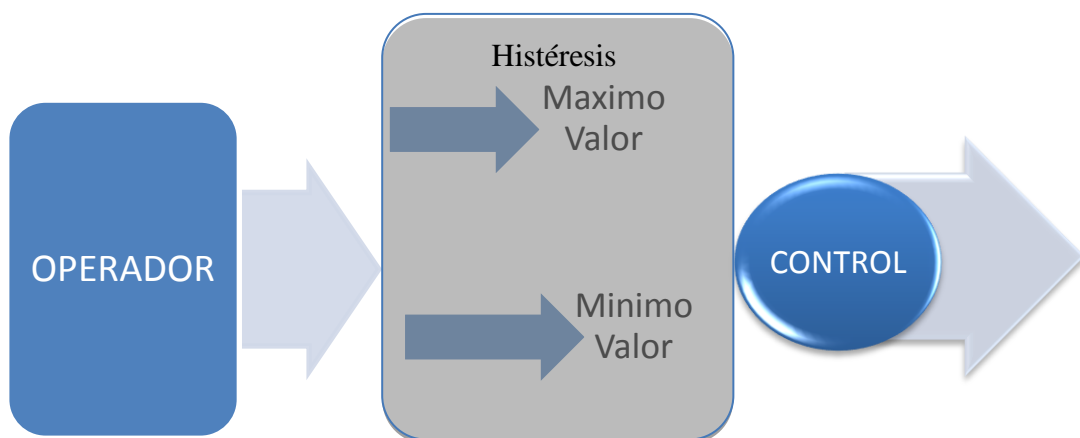 OPERADOR
Histéresis
Maximo
Valor
Minimo
Valor
CONTROL